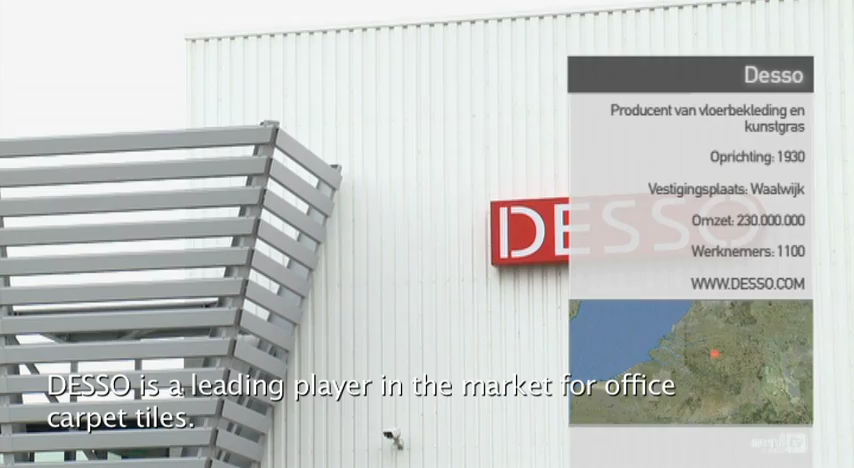 Desso
Producent van vloerbekleding en
kunstgras
Oprichting: 1930
Vestigingsplaats: Waalwijk
Omzet: 230.000.000
Werknemers: 1100
WWW.DESSO.COM
DESSO
DESSO is a leading player in the market for office
carpet tiles.